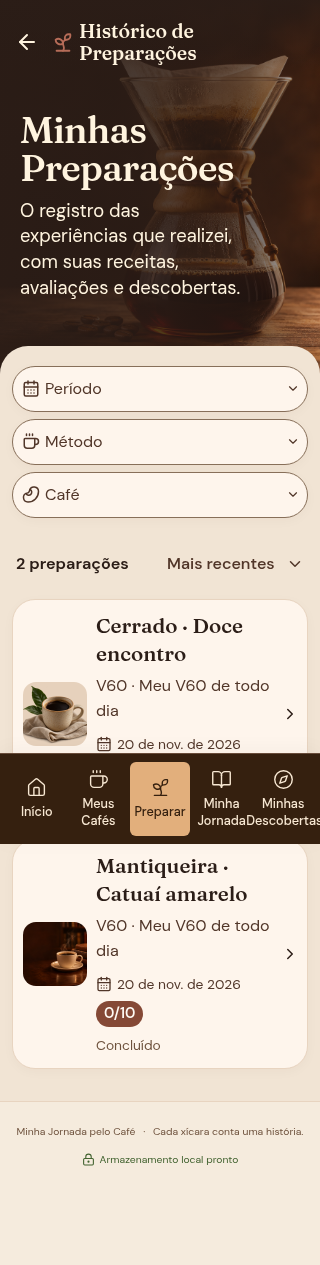 Histórico de
Preparações
Minhas
Preparações
O registro das
experiências que realizei,
com suas receitas,
avaliações e descobertas.
Período
Método
Café
2 preparações
Mais recentes
Cerrado · Doce
encontro
V60 · Meu V60 de todo
dia
20 de nov. de 2026
Início
Meus
Cafés
Preparar
Minha
Jornada
Minhas
Descobertas
Mantiqueira ·
Catuaí amarelo
V60 · Meu V60 de todo
dia
20 de nov. de 2026
0/10
Concluído
Minha Jornada pelo Café · Cada xícara conta uma história.
Armazenamento local pronto